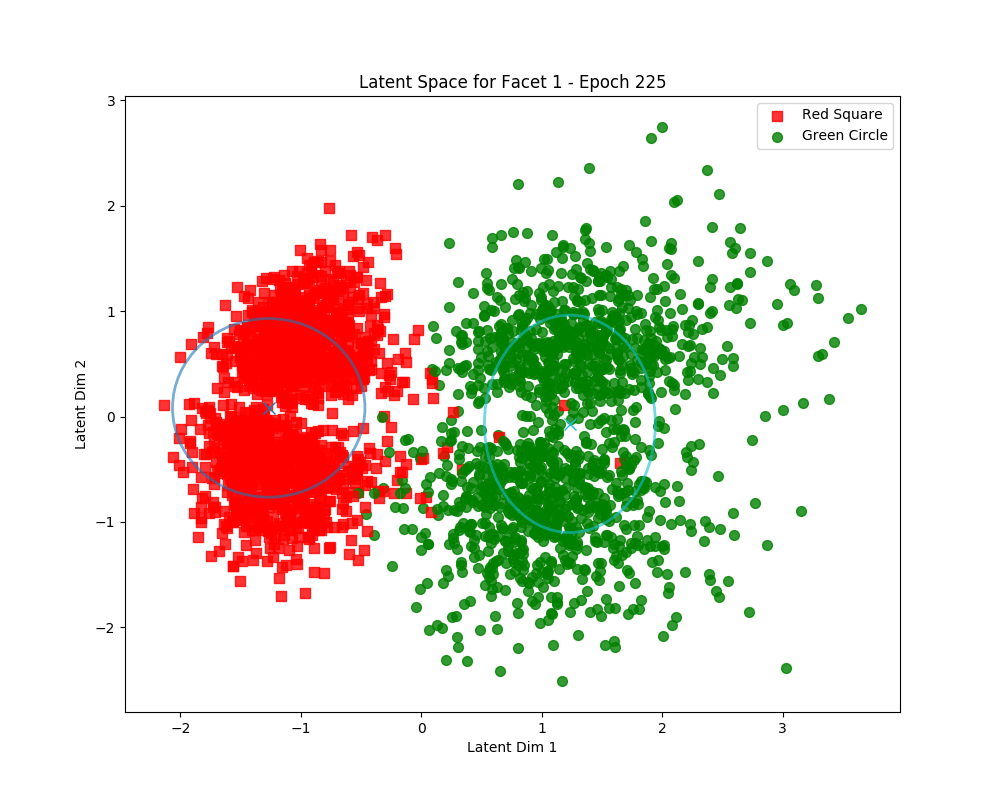 Latent Space for Facet 1 - Epoch 225
Red Square
Green Circle
3
2
1
0
−1
−2
Latent Dim 2
−2
−1
0
1
2
3
Latent Dim 1